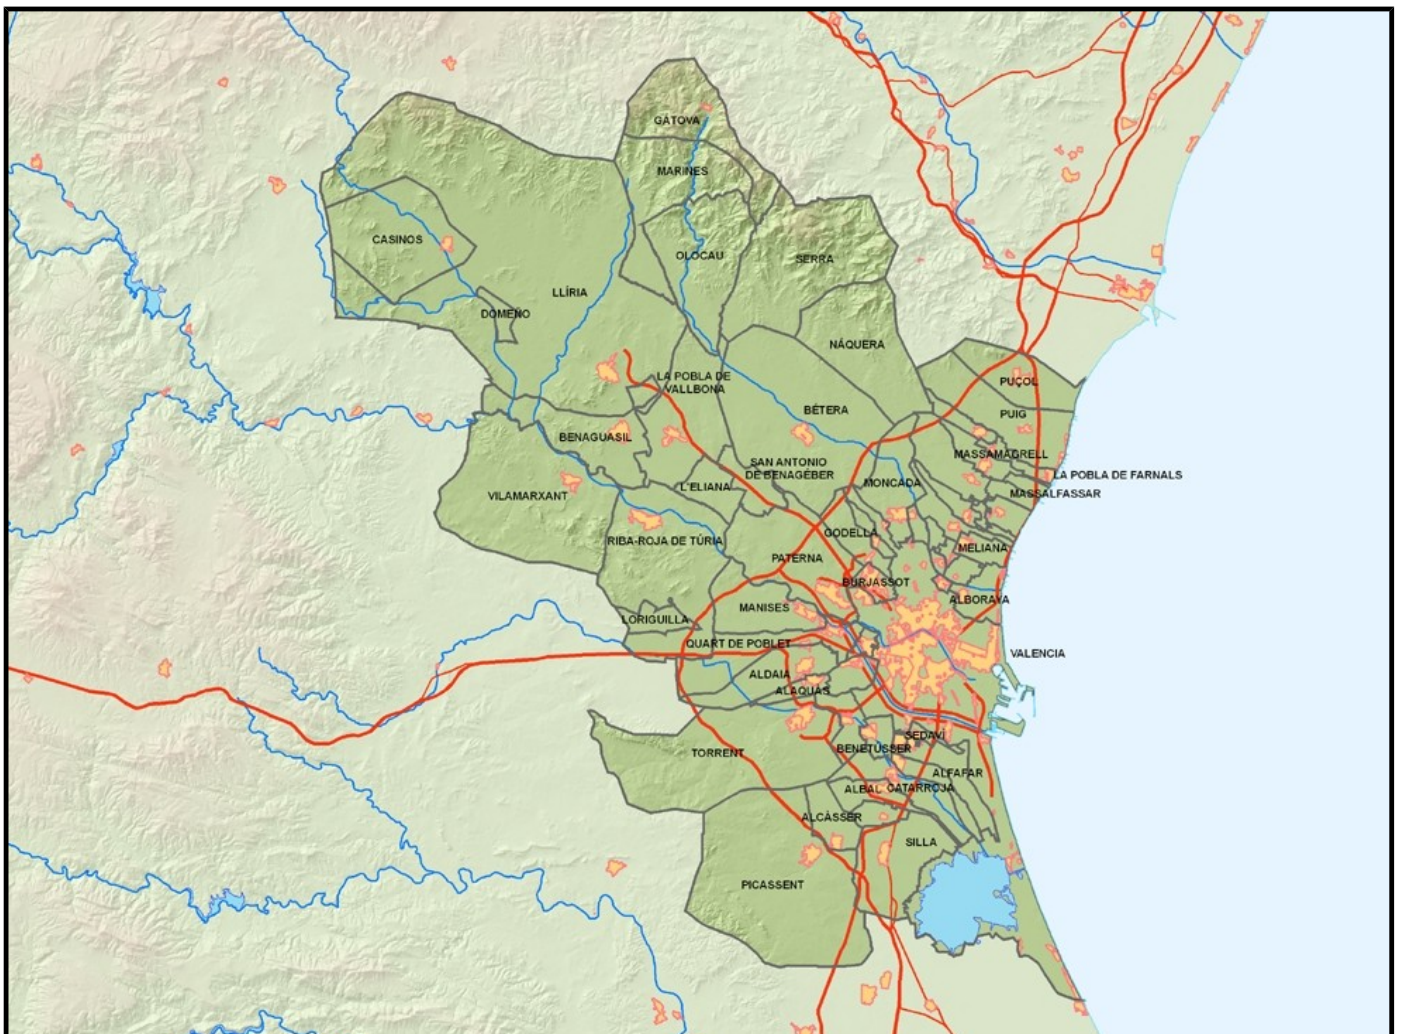 GÁTOVA
MARINES
CASINOS
OLOCAU
SERRA
LLÍRIA
DOMEÑO
NÁQUERA
LA POBLA DE
VALLBONA
PUÇOL
BÉTERA
PUIG
BENAGUASIL
MASSAMAGRELL
SAN ANTONIO
DE BENAGÉBER
LA POBLA DE FARNALS
L'ELIANA
MONCADA
VILAMARXANT
MASSALFASSAR
GODELLA
RIBA-ROJA DE TÚRIA
MELIANA
PATERNA
BURJASSOT
ALBORAYA
MANISES
LORIGUILLA
QUART DE POBLET
VALENCIA
ALDAIA
ALAQUÀS
SEDAVÍ
TORRENT
BENETÚSSER
ALFAFAR
ALBAL
CATARROJA
ALCÀSSER
SILLA
PICASSENT